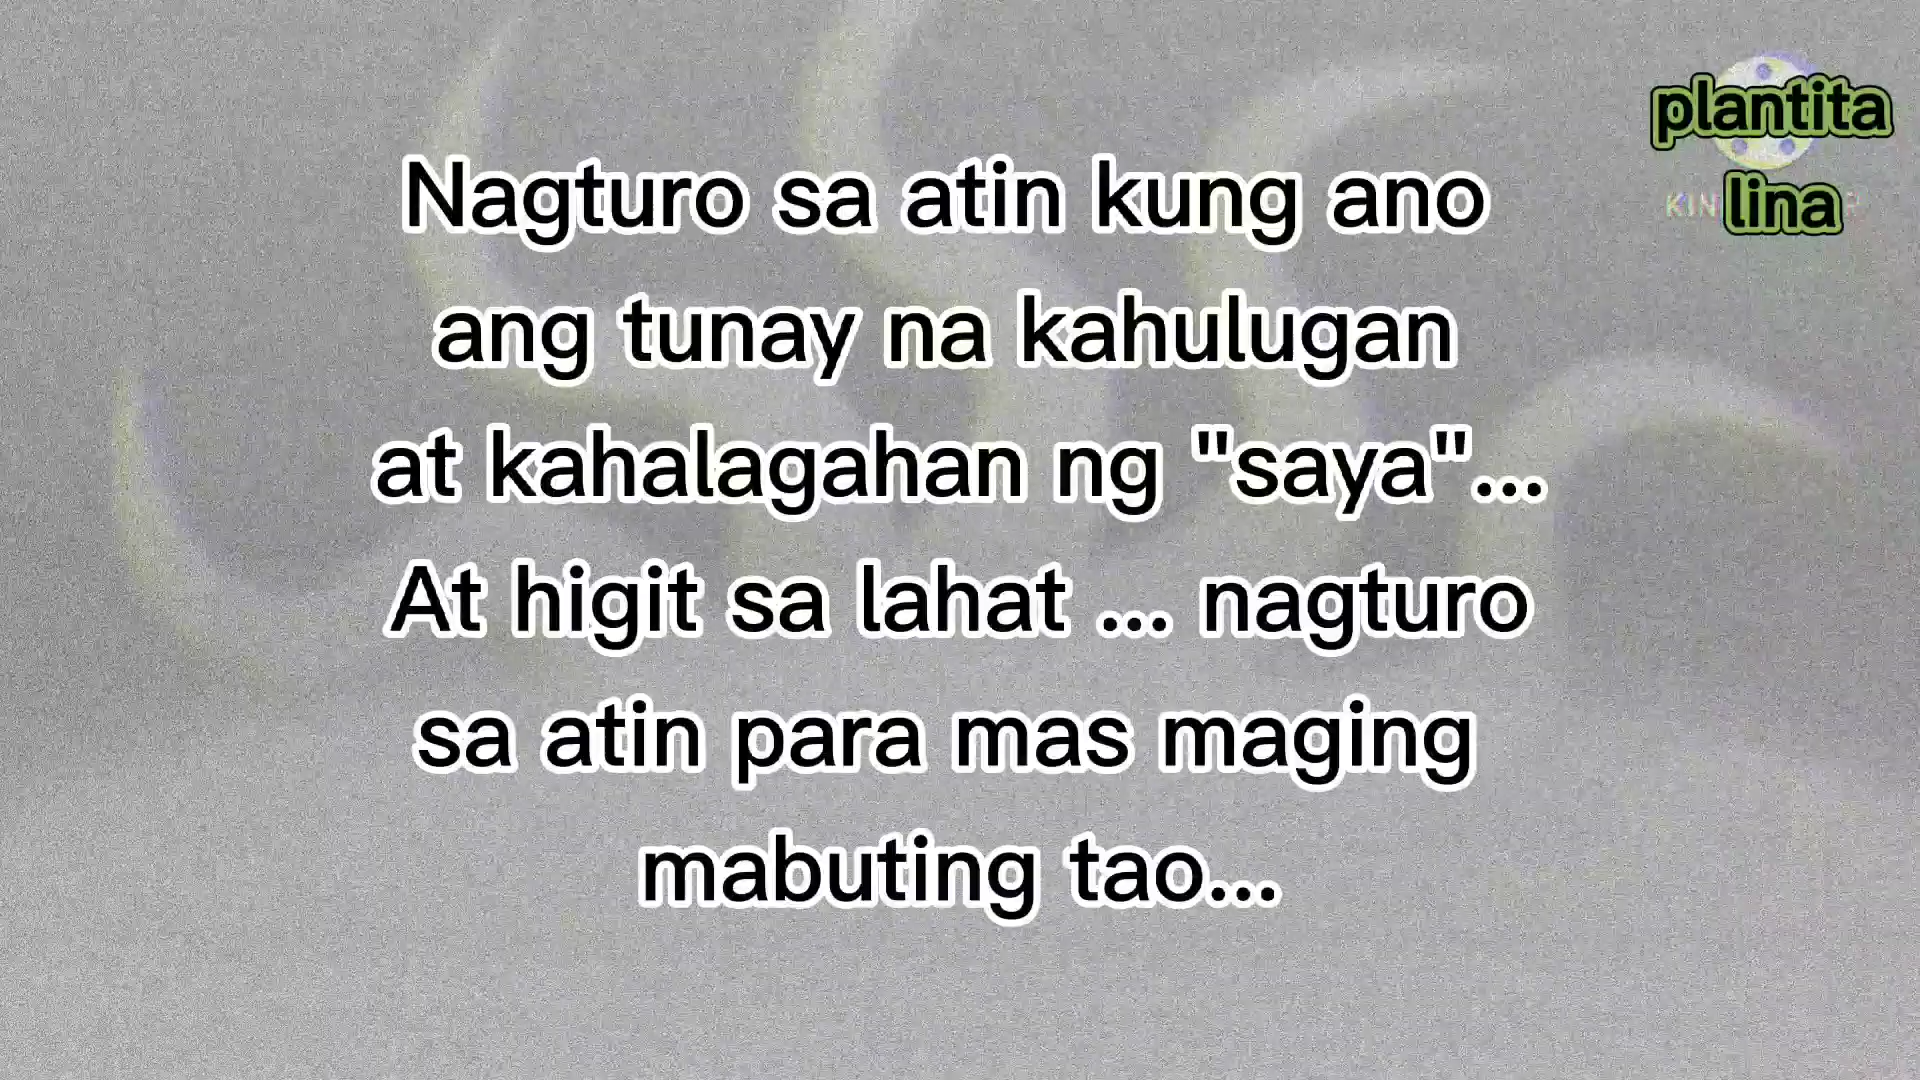 plantita
lina
Nagturo sa atin kung ano
ang tunay na kahulugan
at kahalagahan ng "saya"...
At higit sa lahat ... nagturo
sa atin para mas maging
mabuting tao...